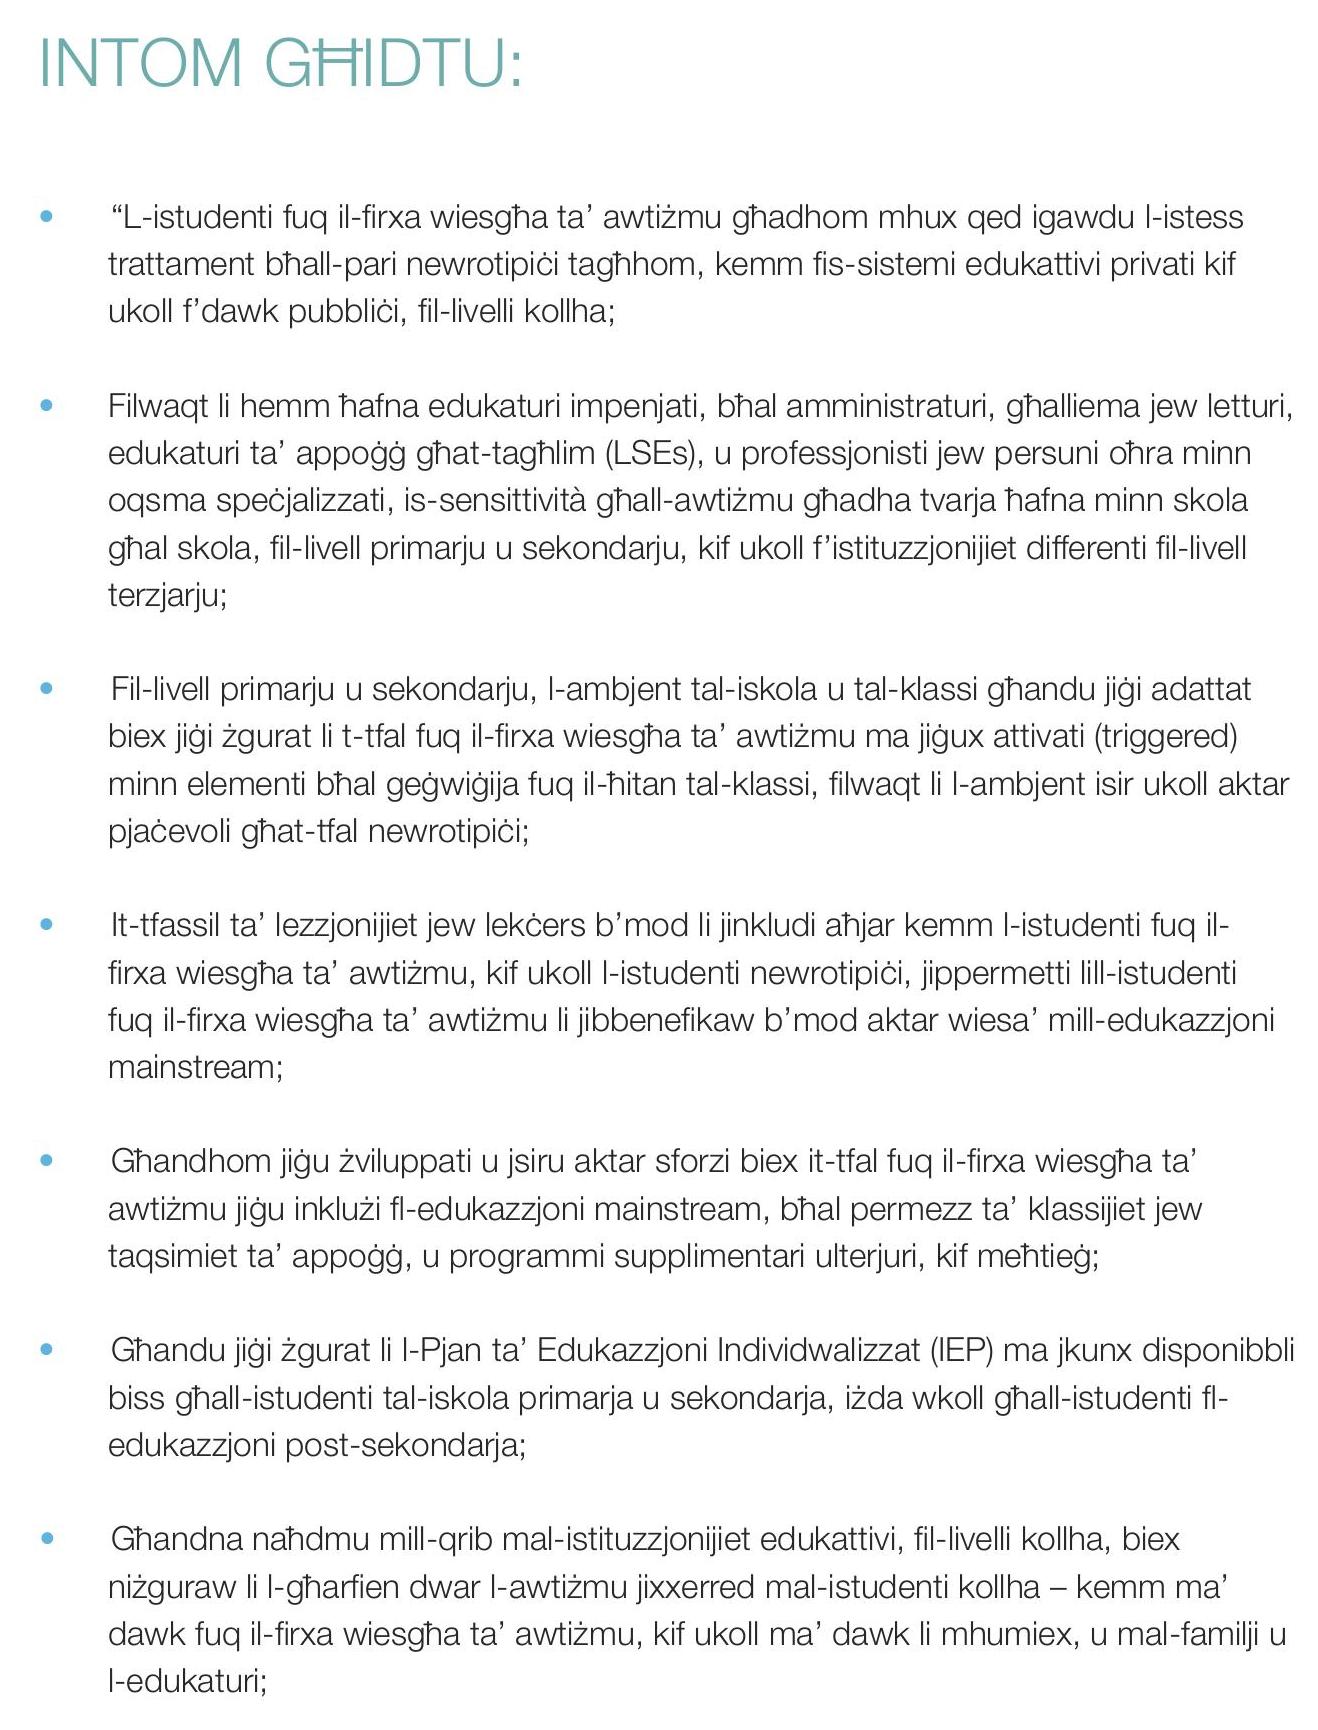 INTOM GĦIDTU:
• “L-istudenti fuq il-firxa wiesgħa ta’ awtiżmu għadhom mhux qed igawdu l-istess
trattament bħall-pari newrotipiċi tagħhom, kemm fis-sistemi edukattivi privati kif
ukoll f’dawk pubbliċi, fil-livelli kollha;
• Filwaqt li hemm ħafna edukaturi impenjati, bħal amministraturi, għalliema jew letturi,
edukaturi ta’ appoġġ għat-tagħlim (LSEs), u professjonisti jew persuni oħra minn
oqsma speċjalizzati, is-sensittività għall-awtiżmu għadha tvarja ħafna minn skola
għal skola, fil-livell primarju u sekondarju, kif ukoll f’istituzzjonijiet differenti fil-livell
terzjarju;
• Fil-livell primarju u sekondarju, l-ambjent tal-iskola u tal-klassi għandu jiġi adattat
biex jiġi żgurat li t-tfal fuq il-firxa wiesgħa ta’ awtiżmu ma jiġux attivati (triggered)
minn elementi bħal ġeġwiġija fuq il-ħitan tal-klassi, filwaqt li l-ambjent isir ukoll aktar
pjaċevoli għat-tfal newrotipiċi;
• It-tfassil ta’ lezzjonijiet jew lekċers b’mod li jinkludi aħjar kemm l-istudenti fuq il-
firxa wiesgħa ta’ awtiżmu, kif ukoll l-istudenti newrotipiċi, jippermetti lill-istudenti
fuq il-firxa wiesgħa ta’ awtiżmu li jibbenefikaw b’mod aktar wiesa’ mill-edukazzjoni
mainstream;
• Għandhom jiġu żviluppati u jsiru aktar sforzi biex it-tfal fuq il-firxa wiesgħa ta’
awtiżmu jiġu inklużi fl-edukazzjoni mainstream, bħal permezz ta’ klassijiet jew
taqsimiet ta’ appoġġ, u programmi supplimentari ulterjuri, kif meħtieġ;
• Għandu jiġi żgurat li l-Pjan ta’ Edukazzjoni Individwalizzat (IEP) ma jkunx disponibbli
biss għall-istudenti tal-iskola primarja u sekondarja, iżda wkoll għall-istudenti fl-
edukazzjoni post-sekondarja;
• Għandna naħdmu mill-qrib mal-istituzzjonijiet edukattivi, fil-livelli kollha, biex
niżguraw li l-għarfien dwar l-awtiżmu jixxerred mal-istudenti kollha – kemm ma’
dawk fuq il-firxa wiesgħa ta’ awtiżmu, kif ukoll ma’ dawk li mhumiex, u mal-familji u
l-edukaturi;